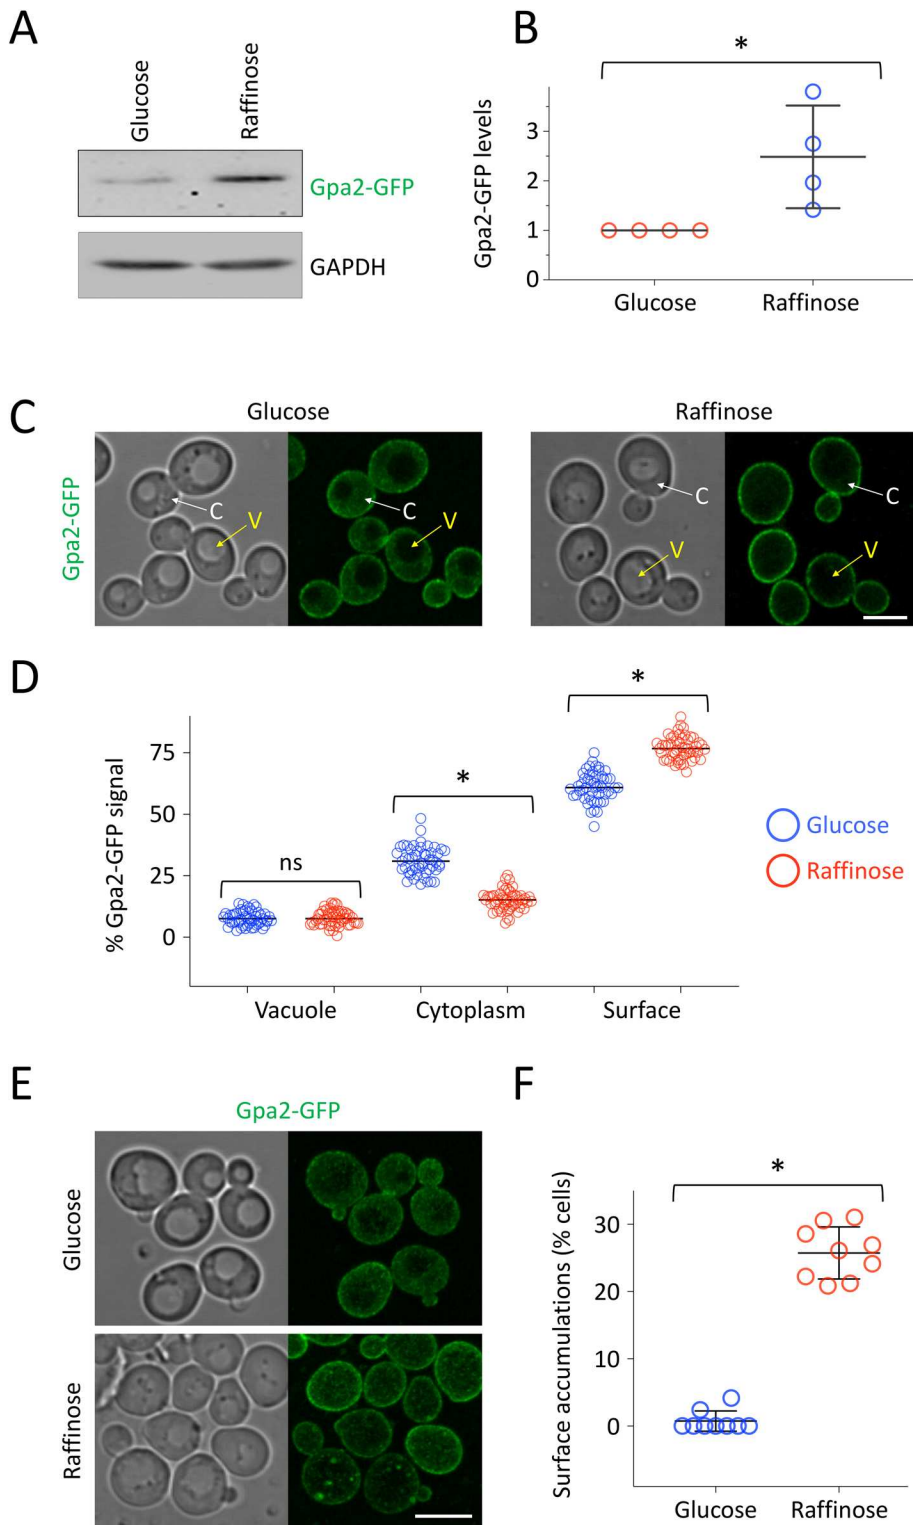 A
Glucose
Raffinose
Gpa2-GFP
GAPDH
B
*
Gpa2-GFP levels
3
2
1
0
Glucose
Raffinose
C
Glucose
Raffinose
Gpa2-GFP
C
V
C
V
C
V
C
V
D
% Gpa2-GFP signal
75
50
25
0
ns
*
*
Vacuole
Cytoplasm
Surface
Glucose
Raffinose
E
Gpa2-GFP
Glucose
Raffinose
F
*
Surface accumulations (% cells)
30
20
10
0
Glucose
Raffinose